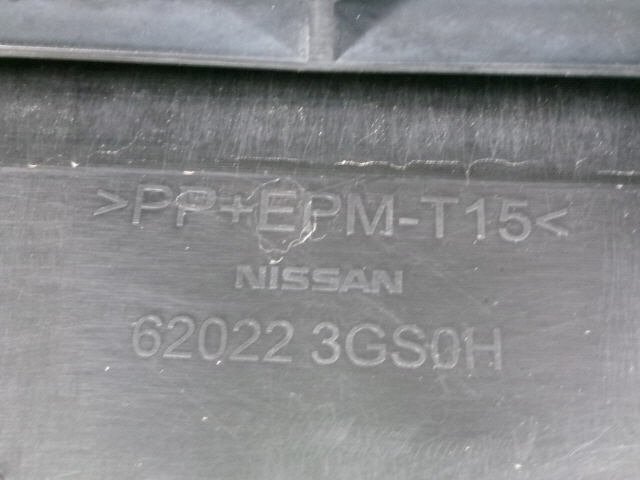 >PP+EPM-T15<
NISSAN
62022 3GS0H